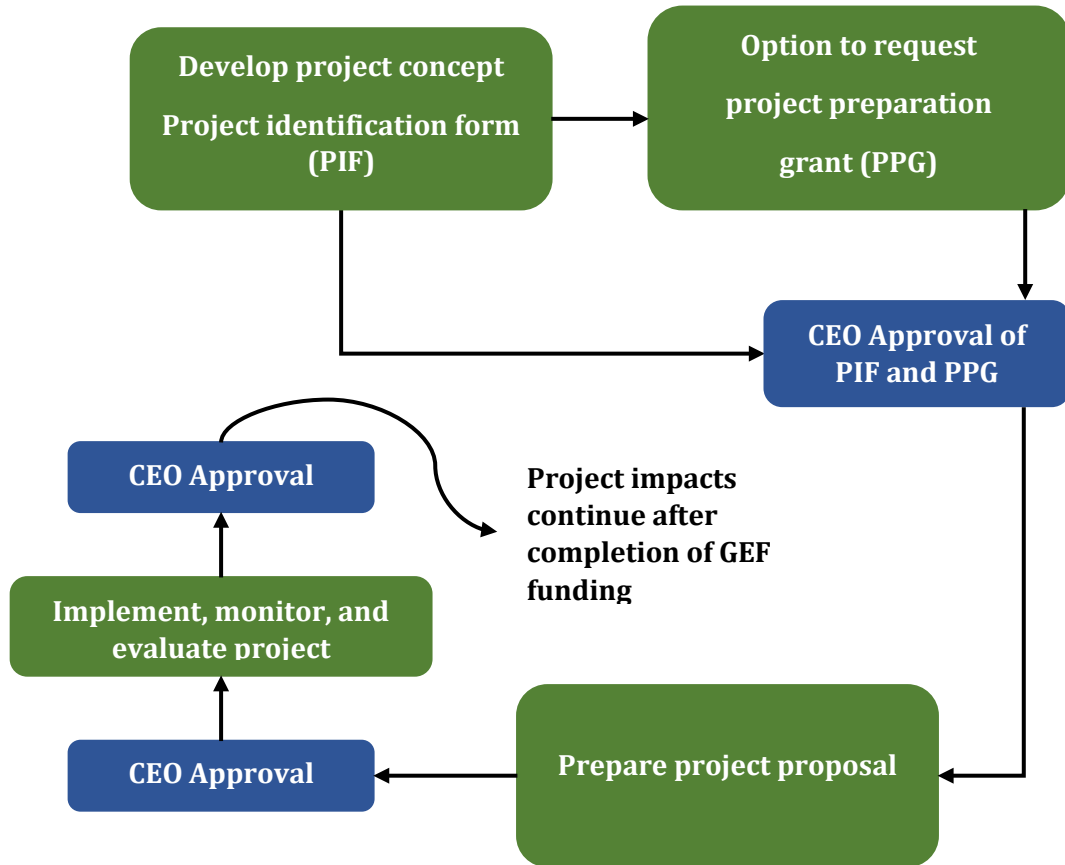 Develop project concept
Project identification form
(PIF)
Option to request
project preparation
grant (PPG)
CEO Approval of
PIF and PPG
CEO Approval
Project impacts
continue after
completion of GEF
funding
Implement, monitor, and
evaluate project
CEO Approval
Prepare project proposal